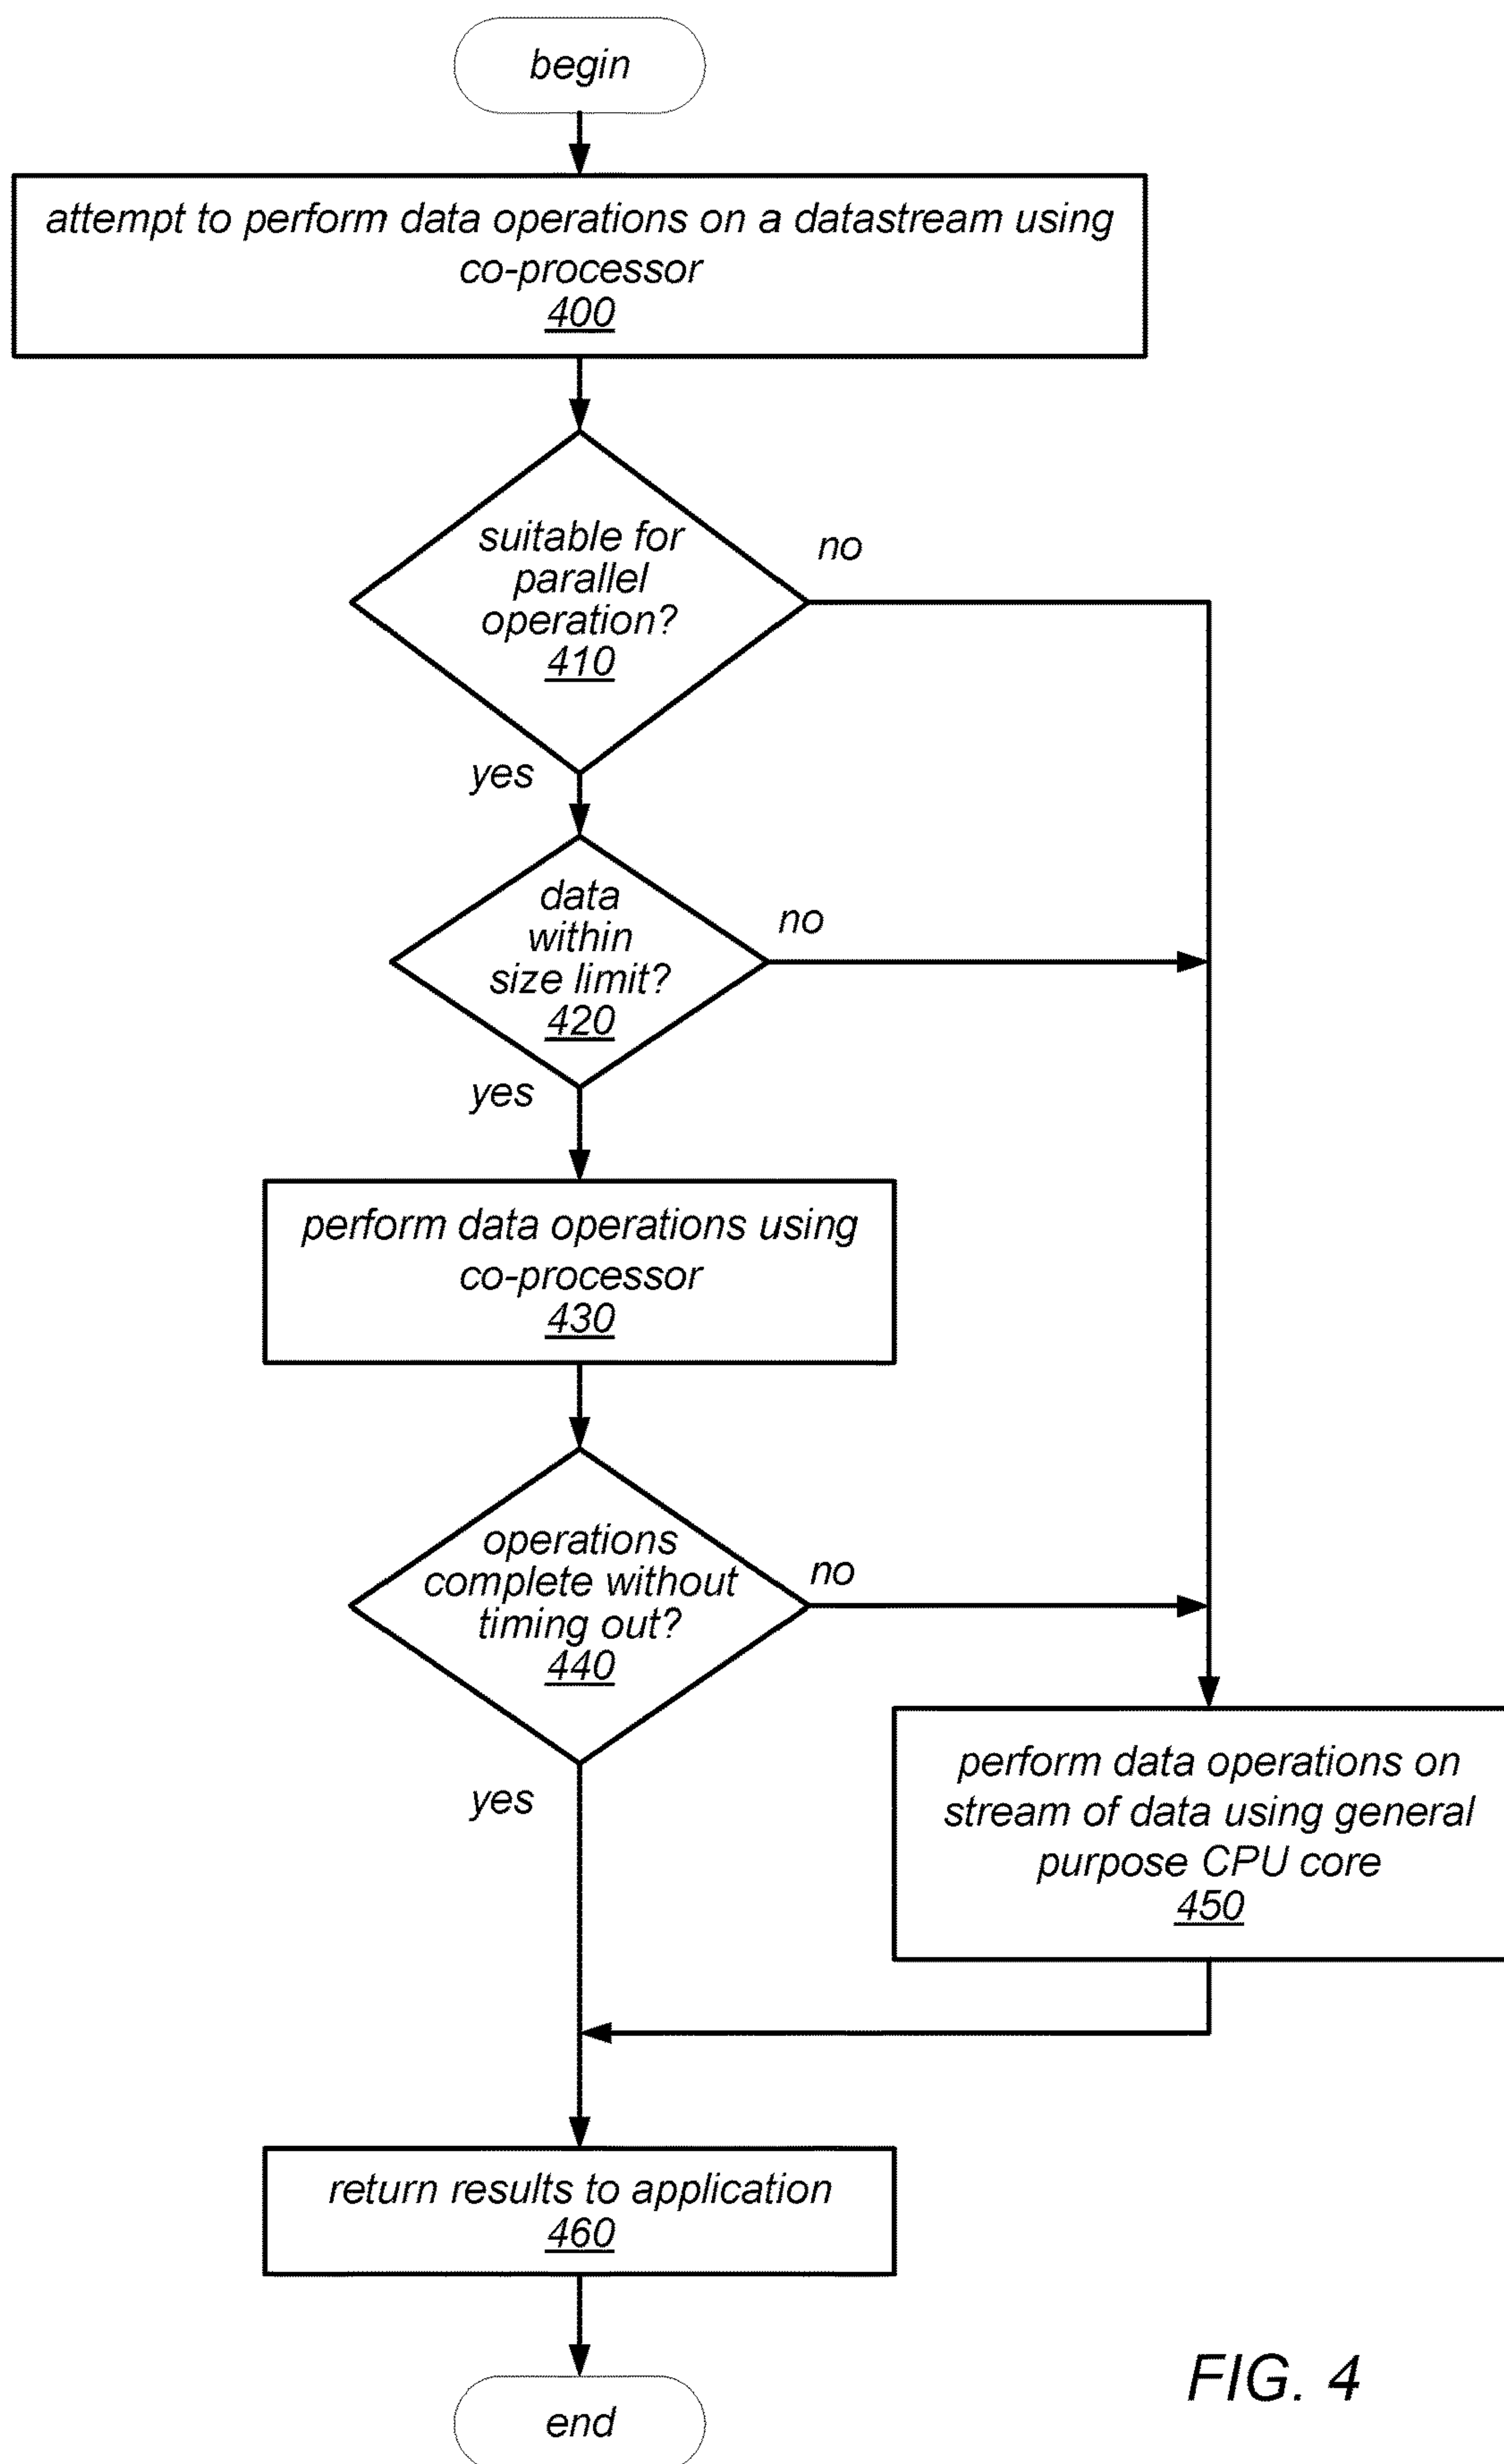 begin
attempt to perform data operations on a datastream using
co-processor
400
suitable for
parallel
operation?
410
no
yes
data
within
size limit?
420
no
yes
perform data operations using
co-processor
430
operations
complete without
timing out?
440
no
yes
perform data operations on
stream of data using general
purpose CPU core
450
return results to application
460
end
FIG. 4